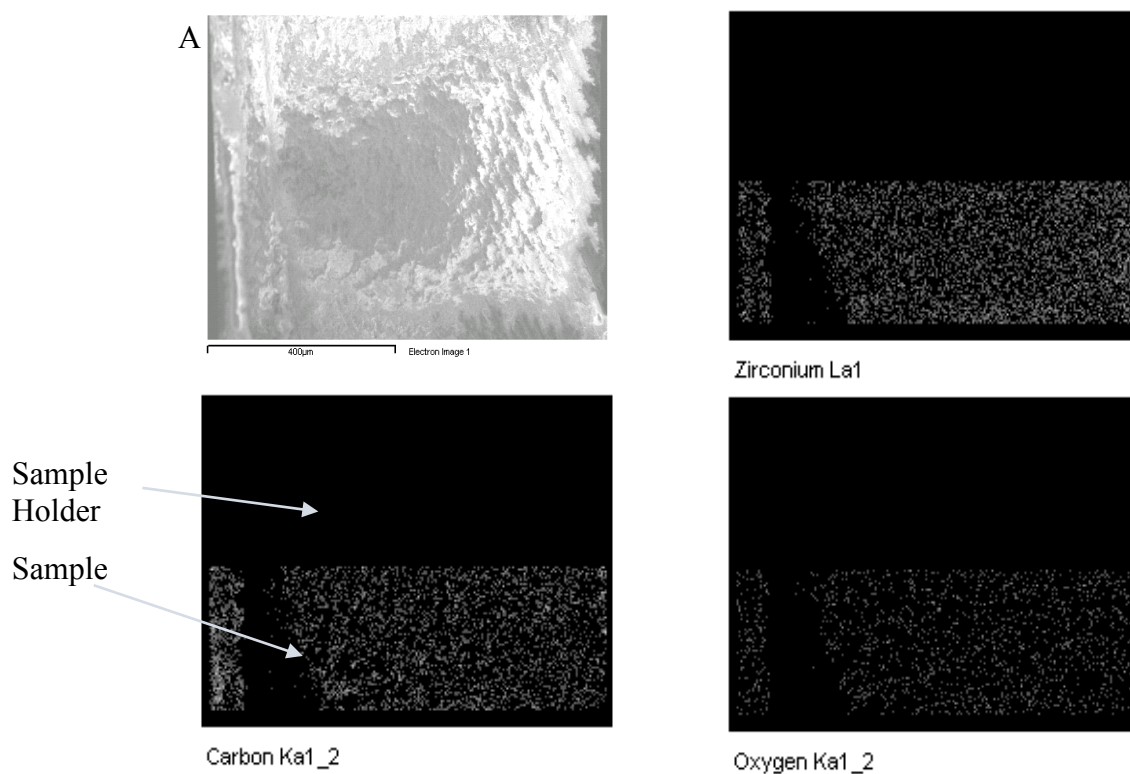 A
400µm
Electron Image 1
Zirconium La1
Sample
Holder
Sample
Carbon Ka1_2
Oxygen Ka1_2